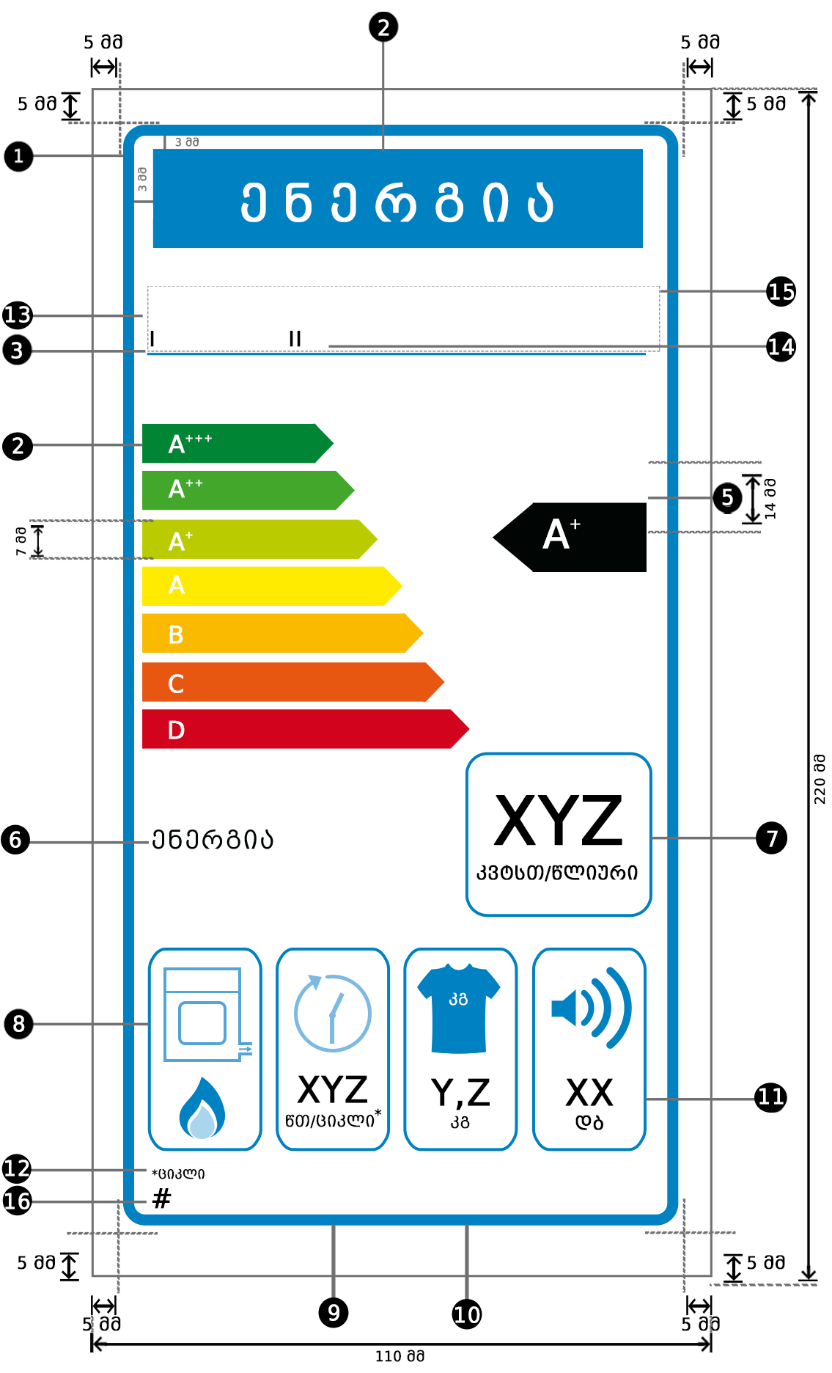 2
5 მმ
5 მმ
5 მმ
5 მმ
1
3 მმ
3 მმ
ენერგია
15
13
I
II
14
3
A+++
2
A++
5
14 მმ
A+
7 მმ
A+
A
B
C
D
220 მმ
XYZ
6
ენერგია
7
კვტსთ/წლიური
8
კგ
XYZ
წთ/ციკლი*
Y,Z
კგ
XX
დბ
11
12
*ციკლი
16
#
5 მმ
5 მმ
9
10
5 მმ
5 მმ
110 მმ